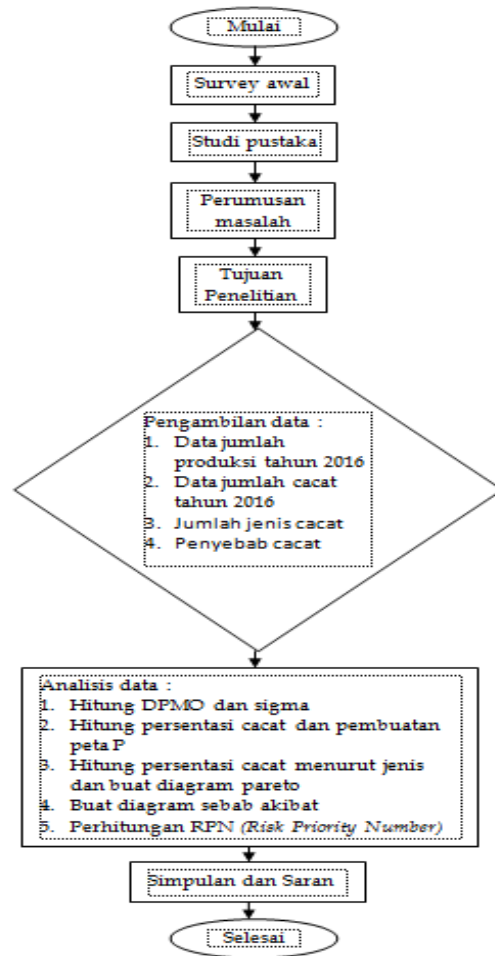 Mulai
Survey awal
Studi pustaka
Perumusan
masalah
Tujuan
Penelitian
Pengambilan data :
1. Data jumlah
produksi tahun 2016
2. Data jumlah cacat
tahun 2016
3. Jumlah jenis cacat
4. Penyebab cacat
Analisis data :
1. Hitung DPMO dan sigma
2. Hitung persentasi cacat dan pembuatan
peta P
3. Hitung persentasi cacat menurut jenis
dan buat diagram pareto
4. Buat diagram sebab akibat
5. Perhitungan RPN (Risk Priority Number)
Simpulan dan Saran
Selesai